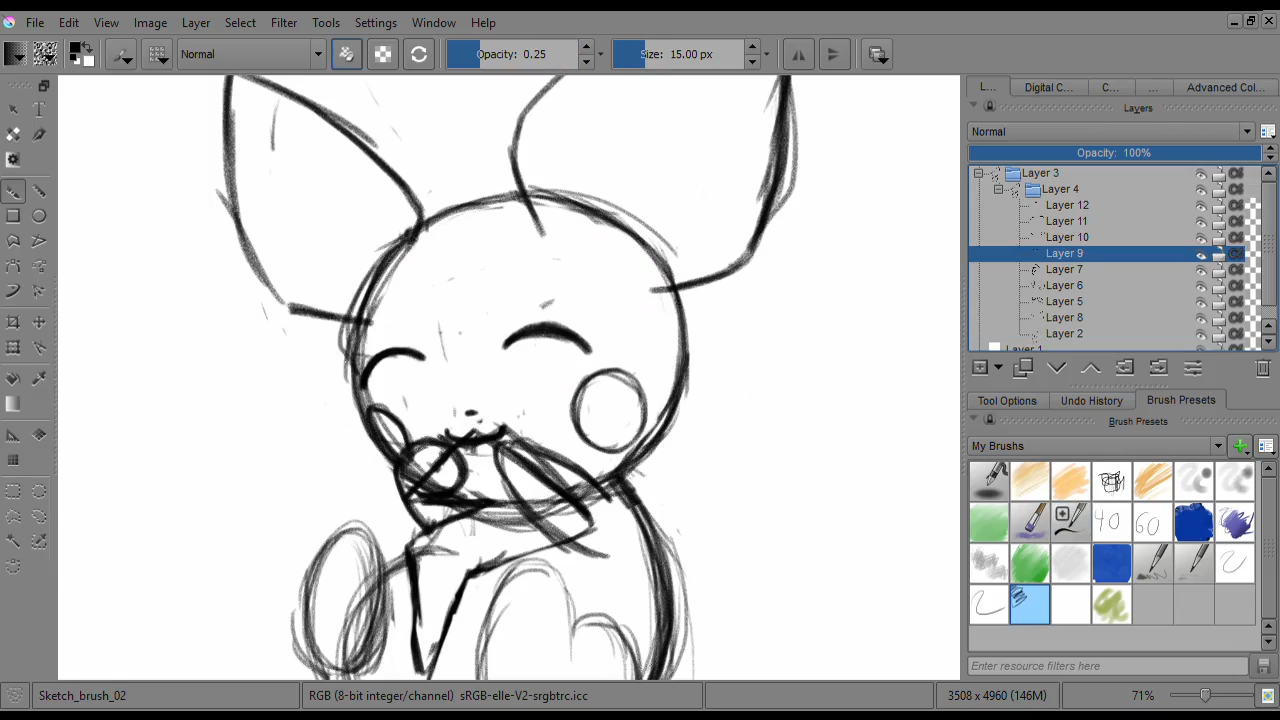 File Edit View Image Layer Select Filter Tools Settings Window Help
Normal Opacity: 0.25 Size: 15.00 px
L... Digital C... C... ... Advanced Col...
Layers
Normal
Opacity: 100%
Layer 3
Layer 4
Layer 12
Layer 11
Layer 10
Layer 9
Layer 7
Layer 6
Layer 5
Layer 8
Layer 2
Layer 1
Tool Options Undo History Brush Presets
Brush Presets
My Brushes
40 60
Enter resource filters here
Sketch_brush_02 RGB (8-bit integer/channel) sRGB-elle-V2-srgbtrc.icc 3508 x 4960 (146M) 71%